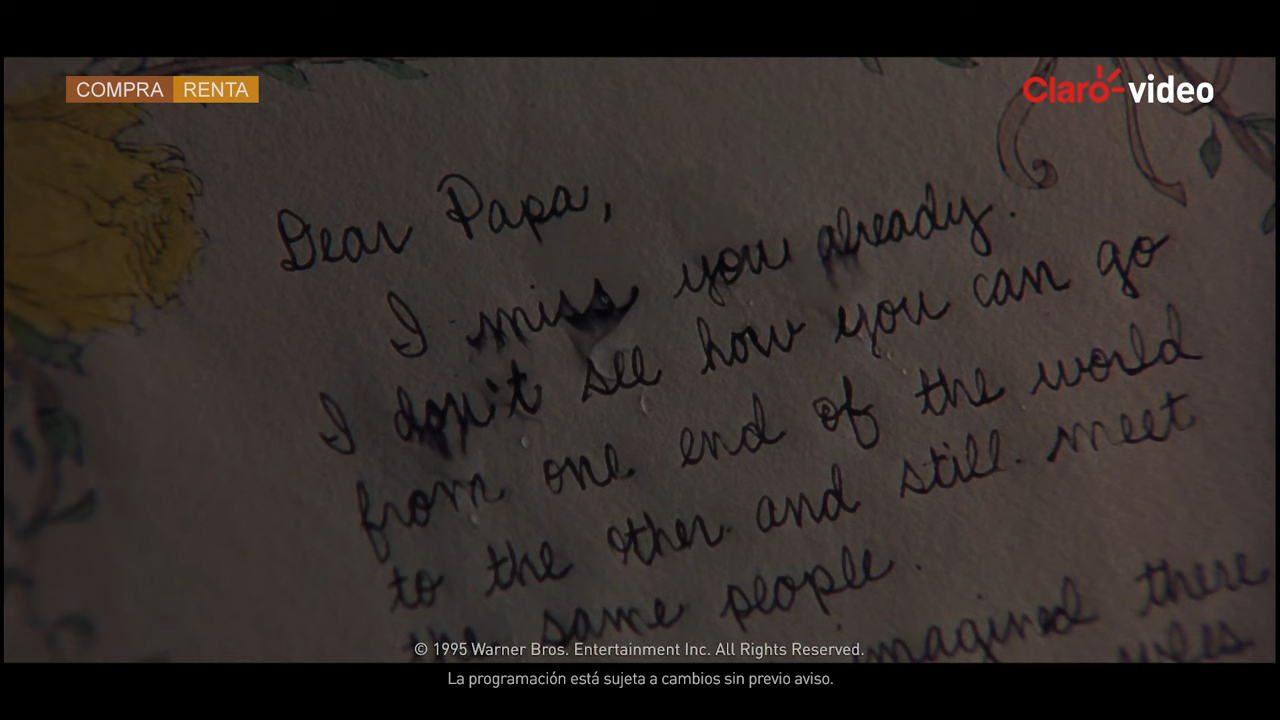 COMPRA RENTA
Claro-video
Dear Papa,
I miss you already.
I don't see how you can go
from one end of the world
to the other and still meet
the same people.
imagined there
© 1995 Warner Bros. Entertainment Inc. All Rights Reserved.
La programación está sujeta a cambios sin previo aviso.